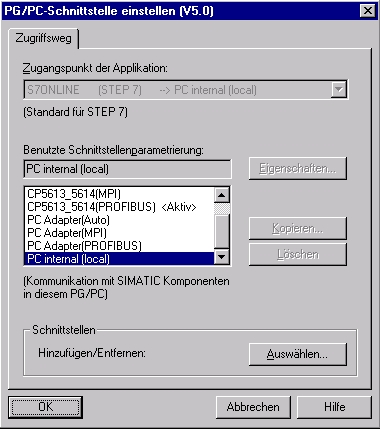 PG/PC-Schnittstelle einstellen (V5.0)
Zugriffsweg
Zugangspunkt der Applikation:
S7ONLINE (STEP 7) --> PC internal (local)
(Standard für STEP 7)
Benutzte Schnittstellenparametrierung:
PC internal (local)
Eigenschaften...
CP5613_5614(MPI)
CP5613_5614(PROFIBUS) <Aktiv>
PC Adapter(Auto)
PC Adapter(MPI)
PC Adapter(PROFIBUS)
PC internal (local)
Kopieren...
Löschen
(Kommunikation mit SIMATIC Komponenten
in diesem PG/PC)
Schnittstellen
Hinzufügen/Entfernen:
Auswählen...
OK
Abbrechen
Hilfe